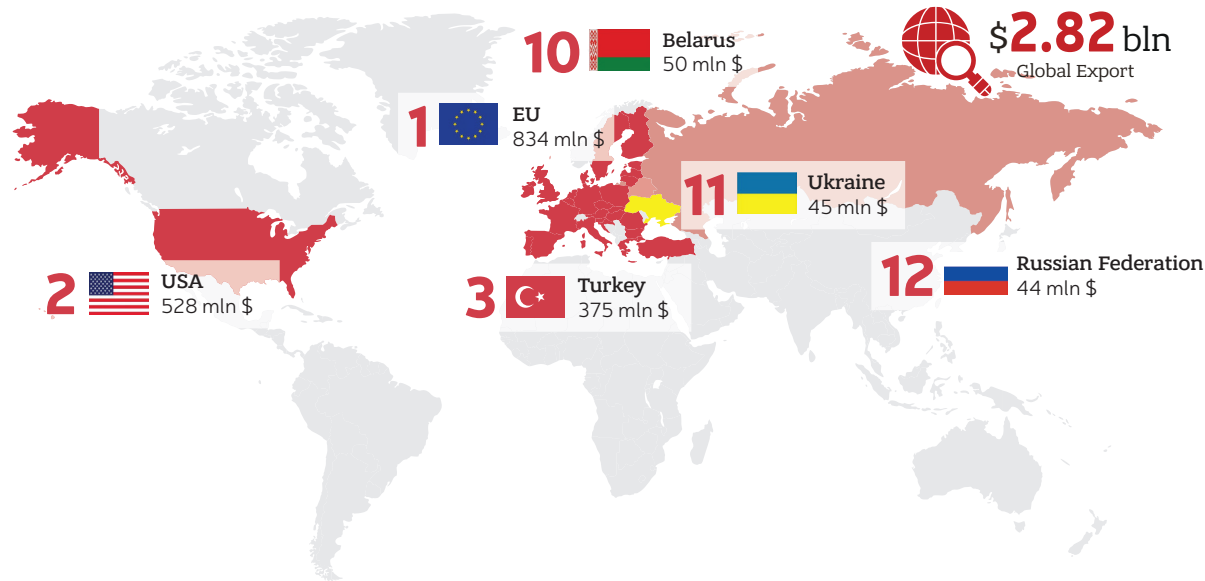 10
Belarus
50 mln $
$2.82 bln
Global Export
1
EU
834 mln $
11
Ukraine
45 mln $
2
USA
528 mln $
3
Turkey
375 mln $
12
Russian Federation
44 mln $